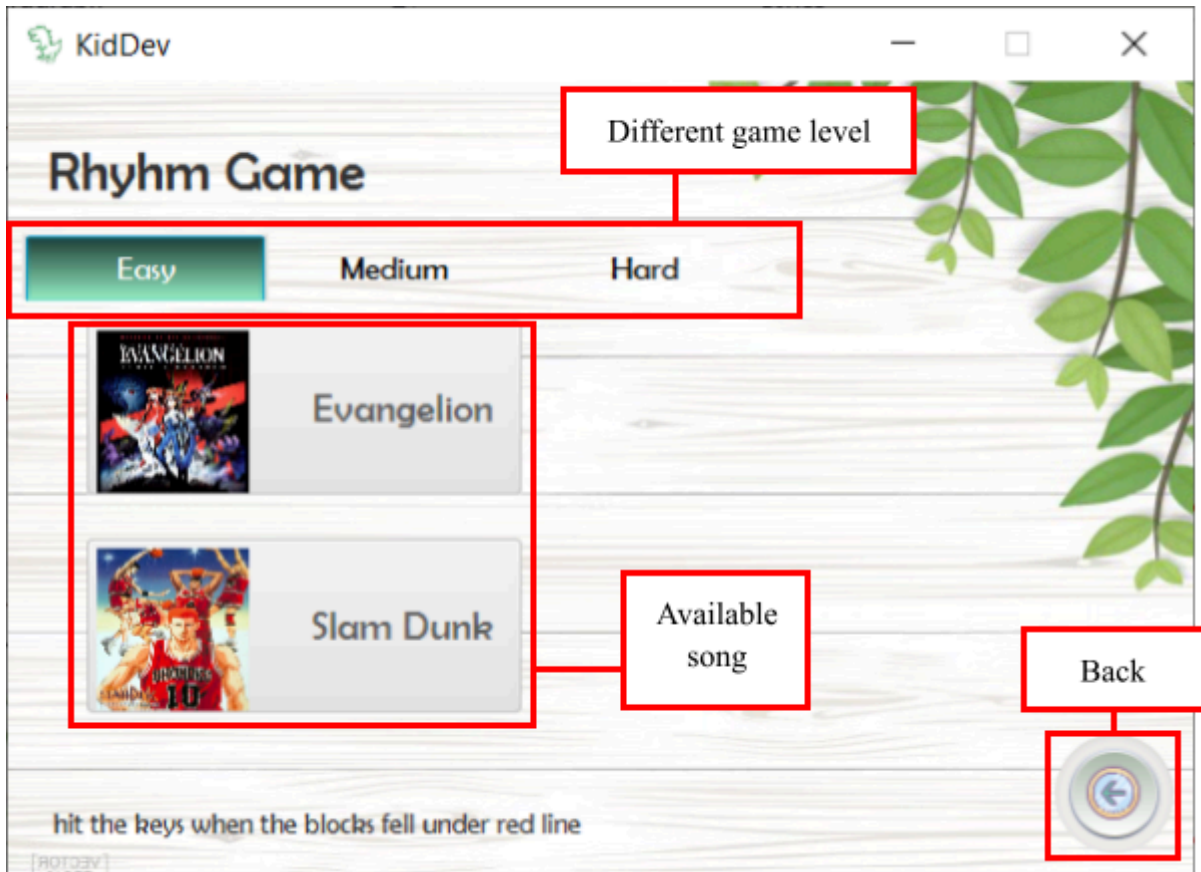 KidDev
Different game level
Rhyhm Game
Easy
Medium
Hard
EVANGELION
Evangelion
Slam Dunk
10
Available
song
Back
hit the keys when the blocks fell under red line